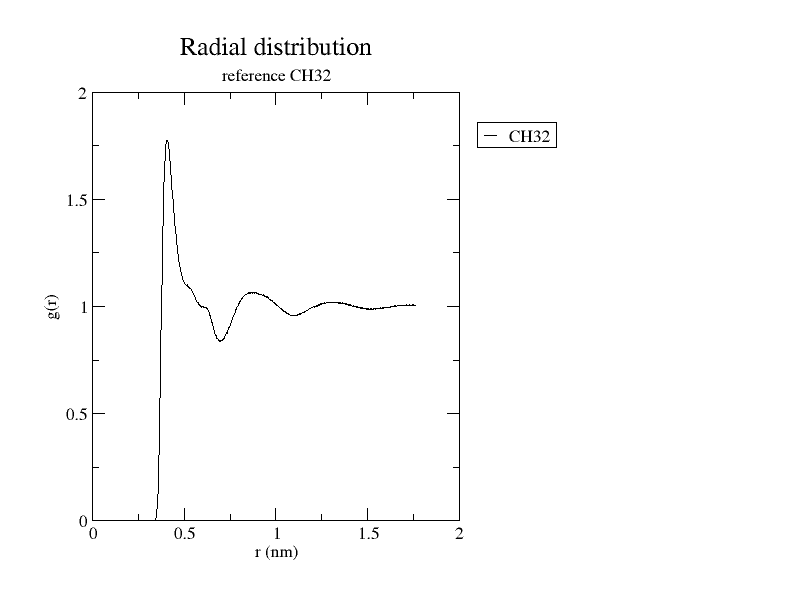 Radial distribution
reference CH32
2
CH32
1.5
g(r)
1
0.5
0
0 0.5 1 1.5 2
r (nm)